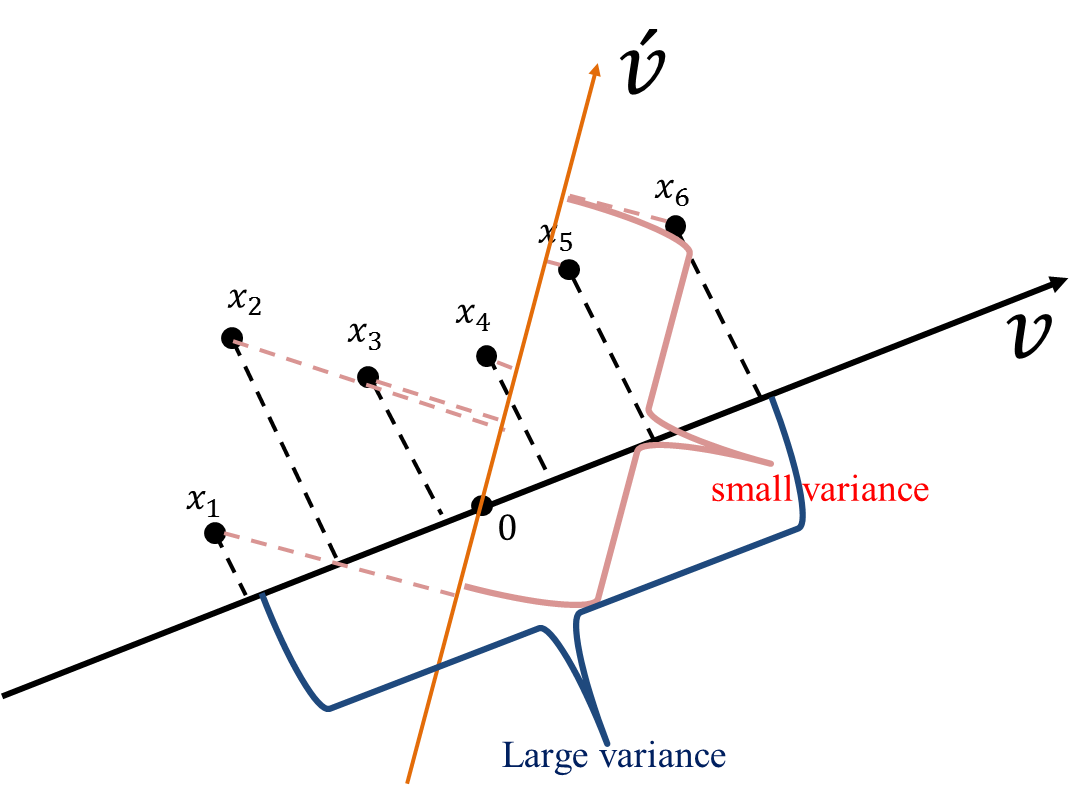 v́
x₆
x₅
x₂
x₄
x₃
v
small variance
x₁
0
Large variance